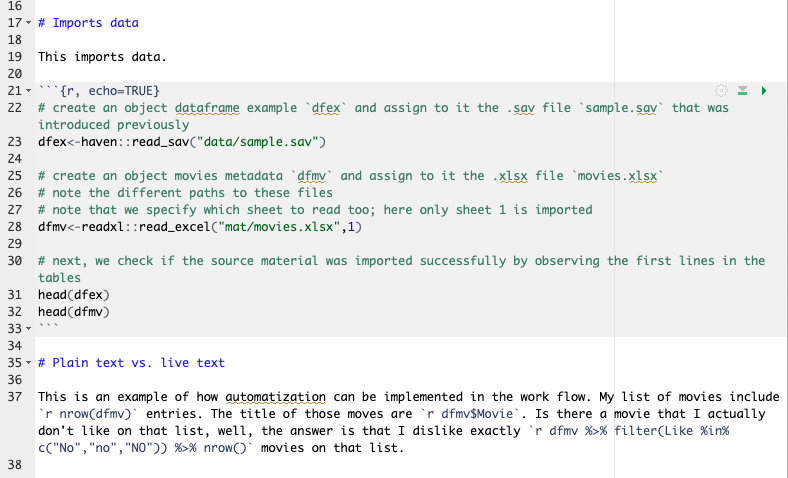 16
17 # Imports data
18
19 This imports data.
20
21 ```{r, echo=TRUE}
22 # create an object dataframe example `dfex` and assign to it the .sav file `sample.sav` that was
introduced previously
23 dfex<-haven::read_sav("data/sample.sav")
24
25 # create an object movies metadata `dfmv` and assign to it the .xlsx file `movies.xlsx`
26 # note the different paths to these files
27 # note that we specify which sheet to read too; here only sheet 1 is imported
28 dfmv<-readxl::read_excel("mat/movies.xlsx",1)
29
30 # next, we check if the source material was imported successfully by observing the first lines in the
tables
31 head(dfex)
32 head(dfmv)
33 ```
34
35 # Plain text vs. live text
36
37 This is an example of how automatization can be implemented in the work flow. My list of movies include
`r nrow(dfmv)` entries. The title of those moves are `r dfmv$Movie`. Is there a movie that I actually
don't like on that list, well, the answer is that I dislike exactly `r dfmv %>% filter(Like %in%
c("No","no","NO")) %>% nrow()` movies on that list.
38